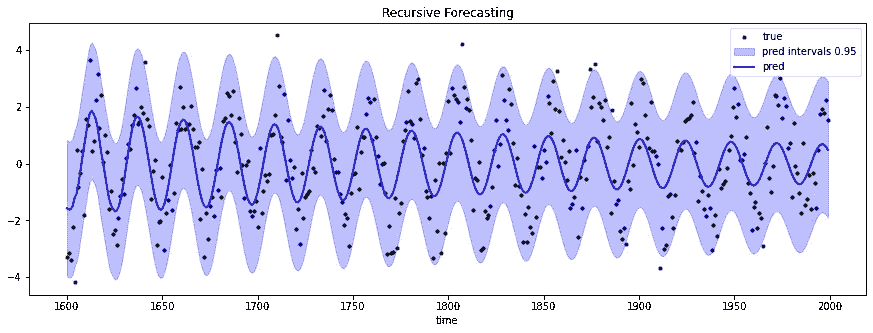 Recursive Forecasting
true
pred intervals 0.95
pred
4
2
0
−2
−4
1600 1650 1700 1750 1800 1850 1900 1950 2000
time